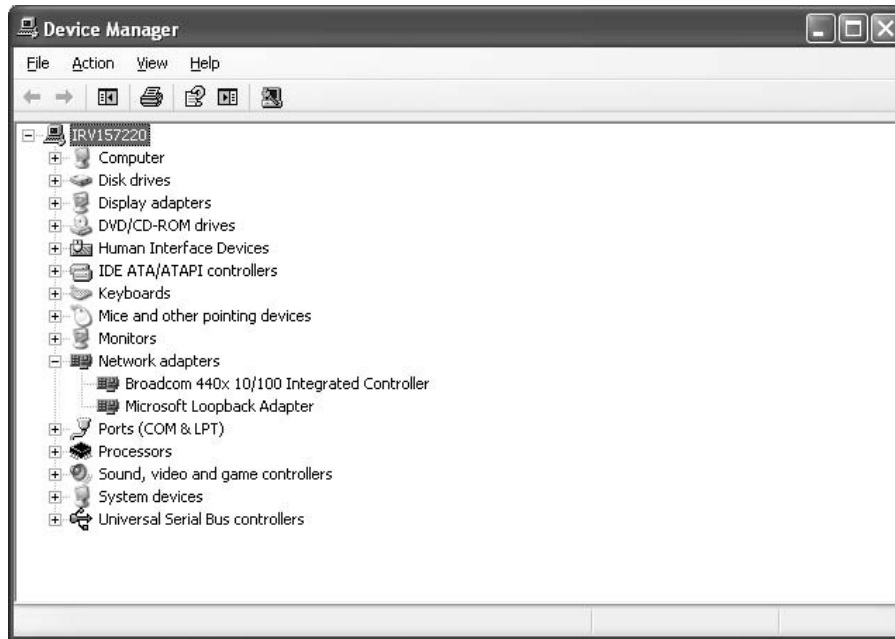 Device Manager
File Action View Help
IRV157220
Computer
Disk drives
Display adapters
DVD/CD-ROM drives
Human Interface Devices
IDE ATA/ATAPI controllers
Keyboards
Mice and other pointing devices
Monitors
Network adapters
Broadcom 440x 10/100 Integrated Controller
Microsoft Loopback Adapter
Ports (COM & LPT)
Processors
Sound, video and game controllers
System devices
Universal Serial Bus controllers